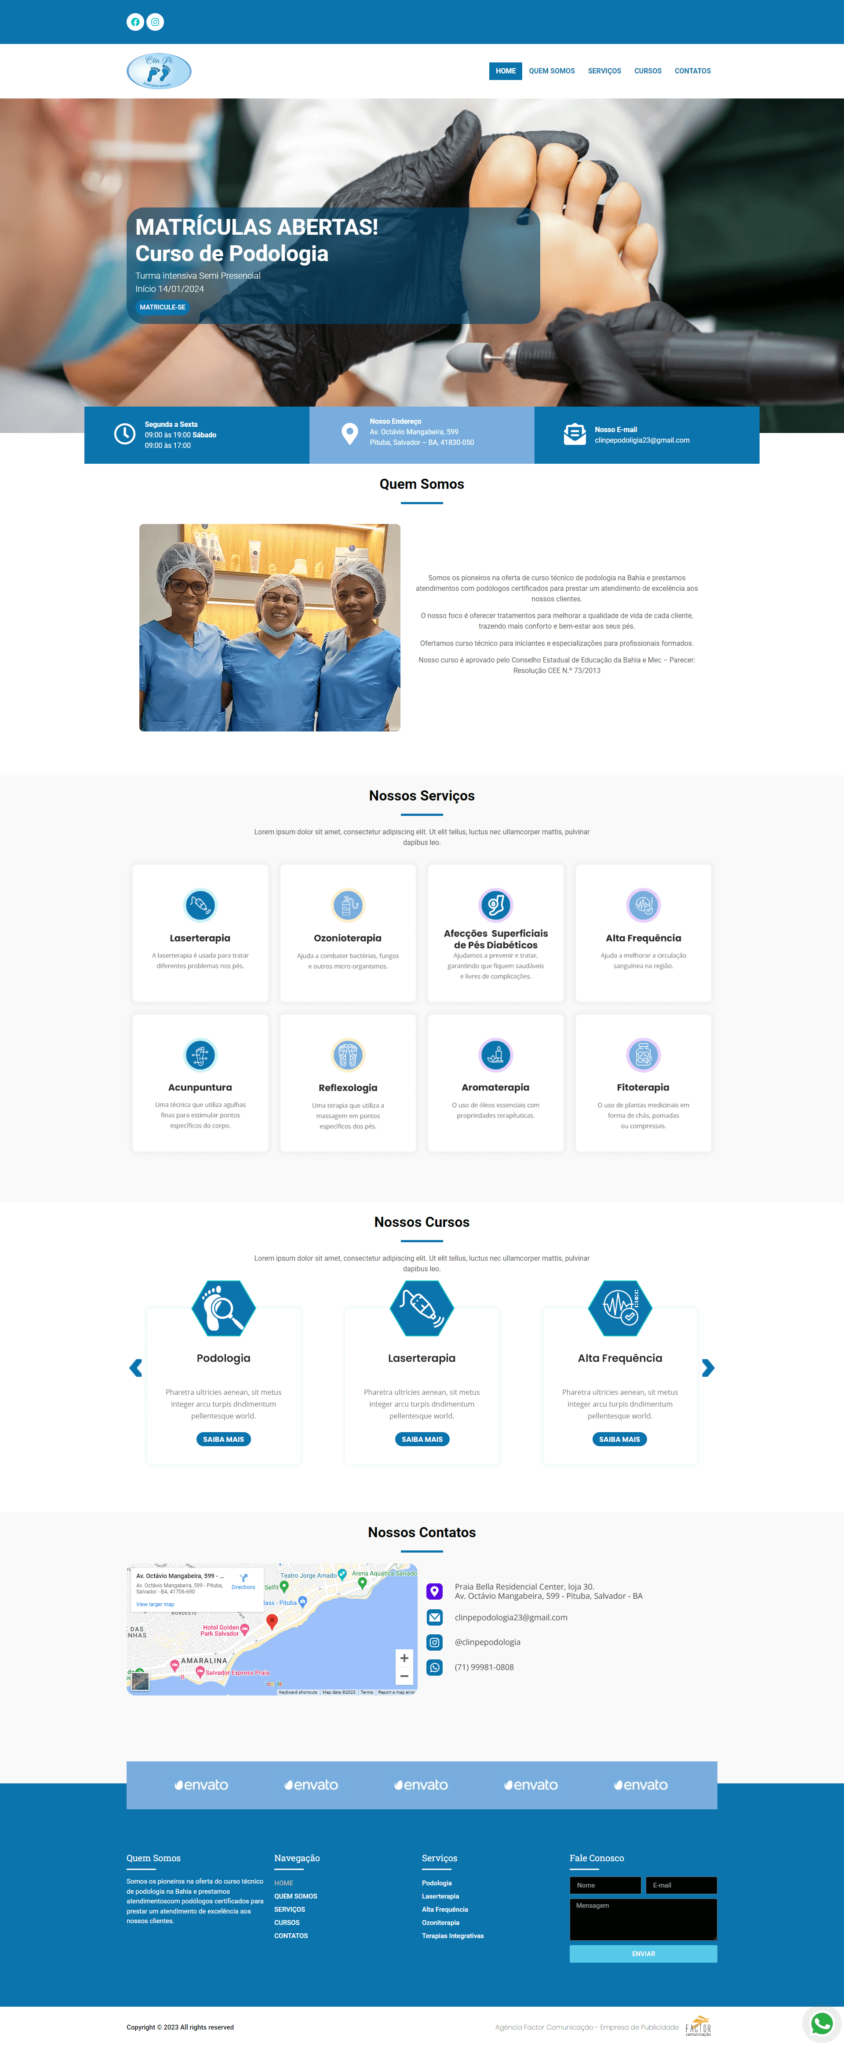 Clin Pé
HOME
QUEM SOMOS
SERVIÇOS
CURSOS
CONTATOS
MATRÍCULAS ABERTAS!
Curso de Podologia
Turma intensiva Semi Presencial
Início 14/01/2024
MATRICULE-SE
Segunda a Sexta
09:00 às 19:00 Sábado
09:00 às 17:00
Nosso Endereço
Av. Octávio Mangabeira, 599
Pituba, Salvador – BA, 41830-050
Nosso E-mail
clinpepodoligia23@gmail.com
Quem Somos
Somos os pioneiros na oferta de curso técnico de podologia na Bahia e prestamos
atendimentos com podólogos certificados para prestar um atendimento de excelência aos
nossos clientes.
O nosso foco é oferecer tratamentos para melhorar a qualidade de vida de cada cliente,
trazendo mais conforto e bem-estar aos seus pés.
Ofertamos curso técnico para iniciantes e especializações para profissionais formados.
Nosso curso é aprovado pelo Conselho Estadual de Educação da Bahia e Mec – Parecer:
Resolução CEE N.º 73/2013
Nossos Serviços
Lorem ipsum dolor sit amet, consectetur adipiscing elit. Ut elit tellus, luctus nec ullamcorper mattis, pulvinar
dapibus leo.
Laserterapia
A laserterapia é usada para tratar
diferentes problemas nos pés.
Ozonioterapia
Ajuda a combater bactérias, fungos
e outros micro-organismos.
Afecções Superficiais
de Pés Diabéticos
Ajudamos a prevenir e tratar,
garantindo que fiquem saudáveis
e livres de complicações.
Alta Frequência
Ajuda a melhorar a circulação
sanguínea na região.
Acunpuntura
Uma técnica que utiliza agulhas
finas para estimular pontos
específicos do corpo.
Reflexologia
Uma terapia que utiliza a
massagem em pontos
específicos dos pés.
Aromaterapia
O uso de óleos essenciais com
propriedades terapêuticas.
Fitoterapia
O uso de plantas medicinais em
forma de chás, pomadas
ou compressas.
Nossos Cursos
Lorem ipsum dolor sit amet, consectetur adipiscing elit. Ut elit tellus, luctus nec ullamcorper mattis, pulvinar
dapibus leo.
Podologia
Pharetra ultricies aenean, sit metus
integer arcu turpis dndimentum
pellentesque world.
SAIBA MAIS
Laserterapia
Pharetra ultricies aenean, sit metus
integer arcu turpis dndimentum
pellentesque world.
SAIBA MAIS
Alta Frequência
Pharetra ultricies aenean, sit metus
integer arcu turpis dndimentum
pellentesque world.
SAIBA MAIS
Nossos Contatos
Av. Octávio Mangabeira, 599 - ...
Av. Octávio Mangabeira, 599 - Pituba,
Salvador - BA, 41706-690
Directions
View larger map
Teatro Jorge Amado
Arena Aquática Salvador
Selfit
Pituba
NORDESTE
DAS
NHAS
Hotel Golden
Park Salvador
AMARALINA
Salvador Express Praia
Keyboard shortcuts
Map data ©2023
Terms
Report a map error
Praia Bella Residencial Center, loja 30.
Av. Octávio Mangabeira, 599 - Pituba, Salvador - BA
clinpepodologia23@gmail.com
@clinpepodologia
(71) 99981-0808
envato
envato
envato
envato
envato
Quem Somos
Somos os pioneiros na oferta do curso técnico
de podologia na Bahia e prestamos
atendimentoscom podólogos certificados para
prestar um atendimento de excelência aos
nossos clientes.
Navegação
HOME
QUEM SOMOS
SERVIÇOS
CURSOS
CONTATOS
Serviços
Podologia
Laserterapia
Alta Frequência
Ozoniterapia
Terapias Integrativas
Fale Conosco
Nome
E-mail
Mensagem
ENVIAR
Copyright © 2023 All rights reserved
Agência Factor Comunicação - Empresa de Publicidade
FACTOR
comunicação